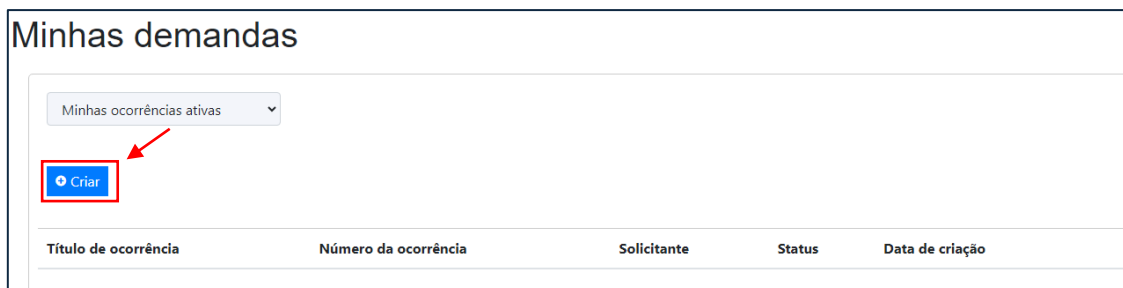 Minhas demandas
Minhas ocorrências ativas
Criar
Título de ocorrência Número da ocorrência Solicitante Status Data de criação